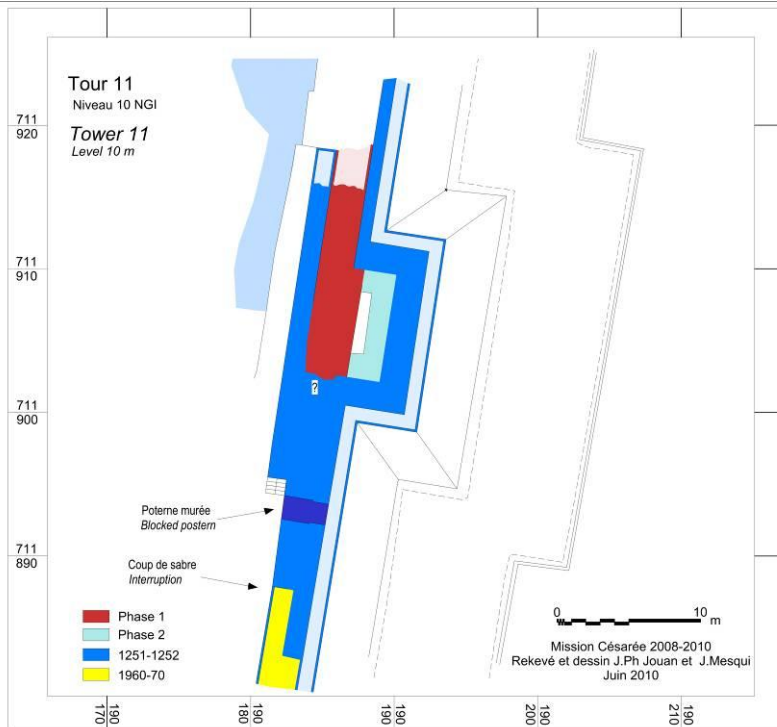 Tour 11
Niveau 10 NGI
Tower 11
Level 10 m
711
920
711
910
711
900
711
890
?
Poterne murée
Blocked postern
Coup de sabre
Interruption
Phase 1
Phase 2
1251-1252
1960-70
0
10
m
Mission Césarée 2008-2010
Rekevé et dessin J.Ph Jouan et J.Mesqui
Juin 2010
190
170
190
180
190
190
190
200
190
210